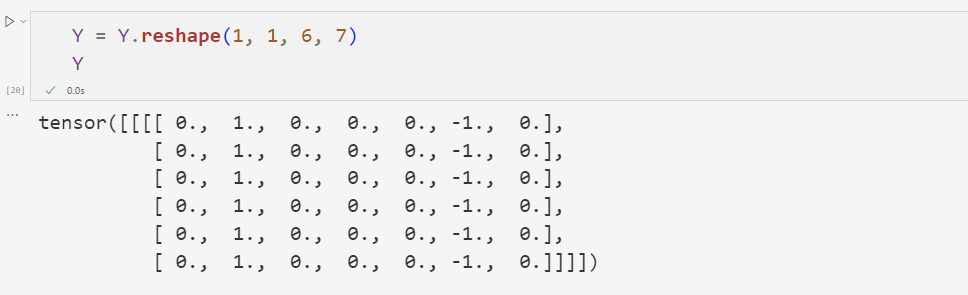 Y = Y.reshape(1, 1, 6, 7)
Y
[20]
0.0s
...
tensor([[[[ 0.,  1.,  0.,  0.,  0., -1.,  0.],
[ 0.,  1.,  0.,  0.,  0., -1.,  0.],
[ 0.,  1.,  0.,  0.,  0., -1.,  0.],
[ 0.,  1.,  0.,  0.,  0., -1.,  0.],
[ 0.,  1.,  0.,  0.,  0., -1.,  0.],
[ 0.,  1.,  0.,  0.,  0., -1.,  0.]]]])